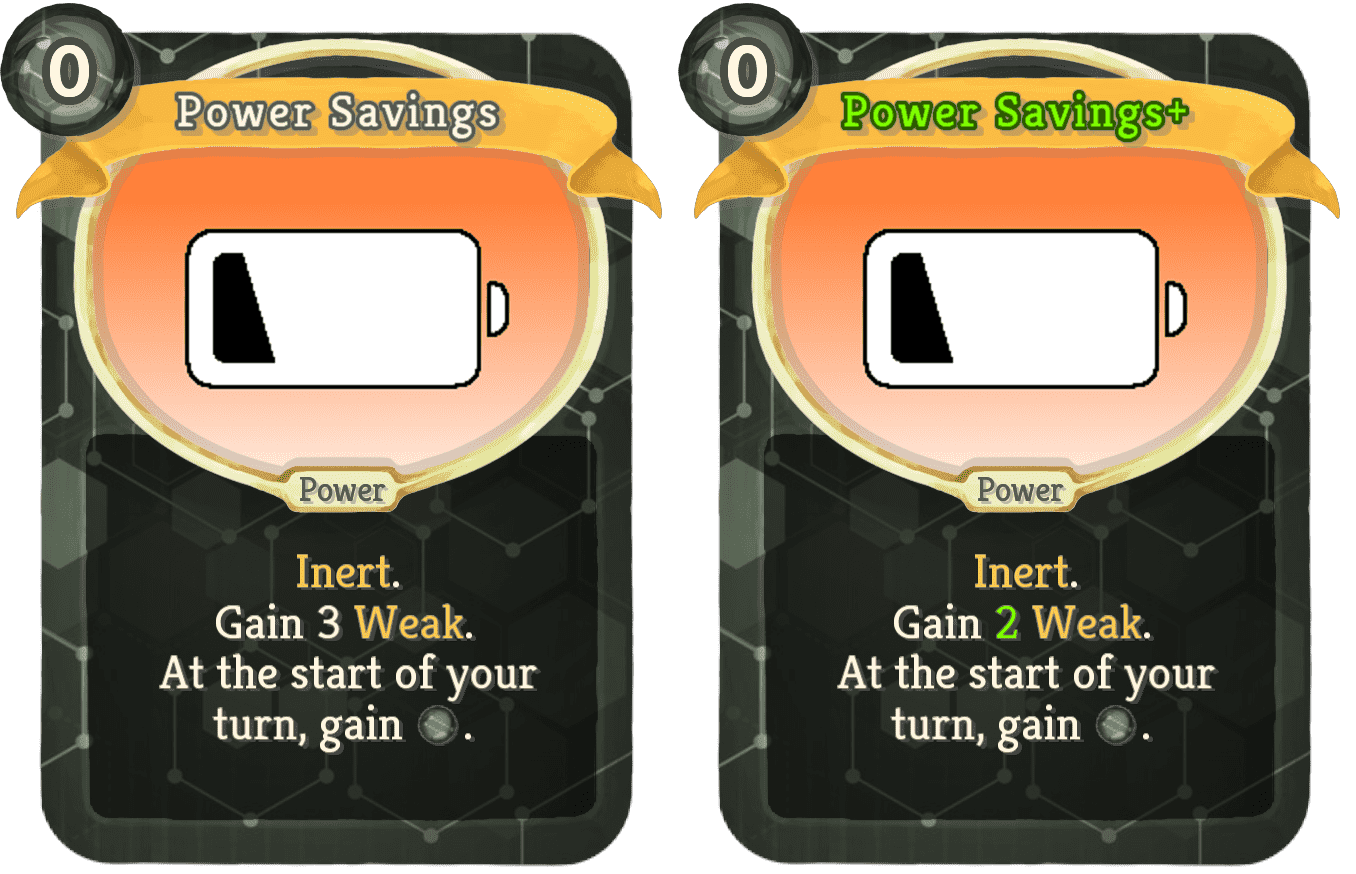 0
Power Savings
Power
Inert.
Gain 3 Weak.
At the start of your
turn, gain .
0
Power Savings+
Power
Inert.
Gain 2 Weak.
At the start of your
turn, gain .